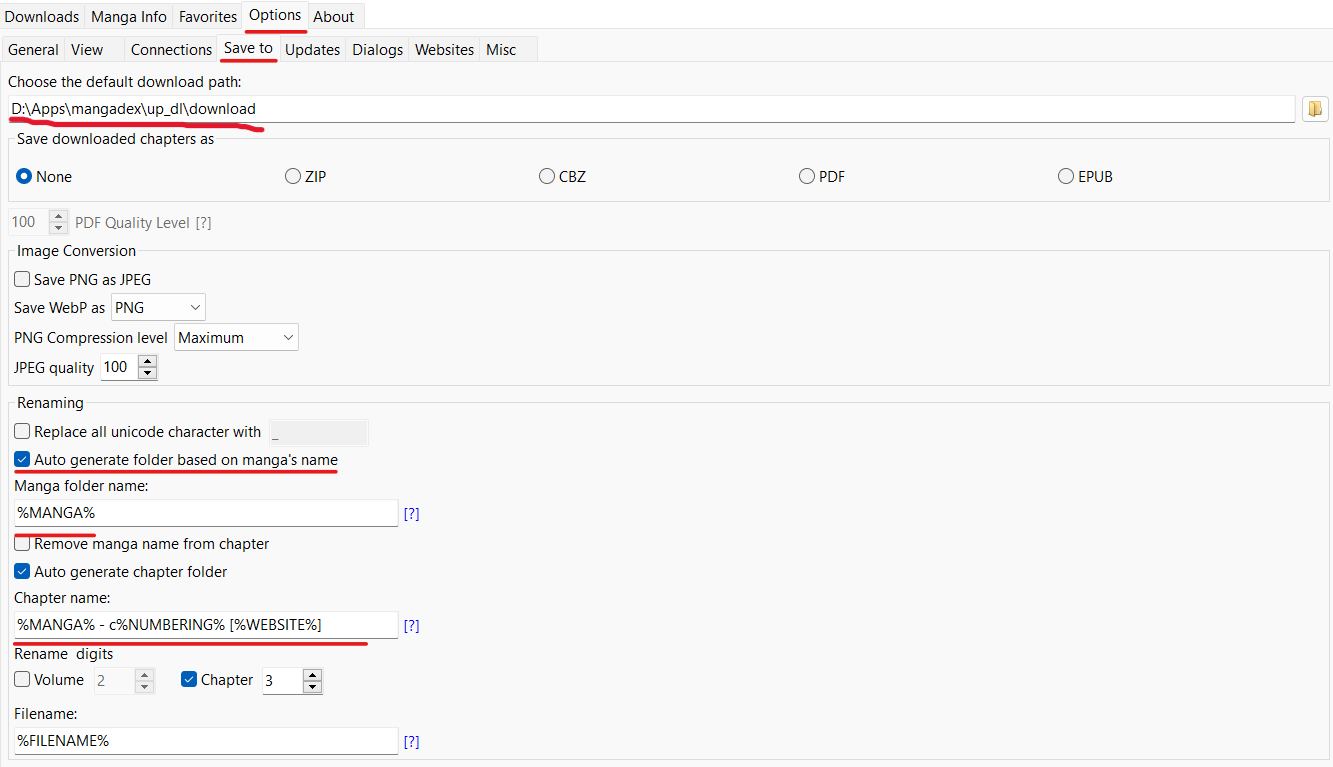 Downloads Manga Info Favorites Options About
General View Connections Save to Updates Dialogs Websites Misc
Choose the default download path:
D:\Apps\mangadex\up_dl\download
Save downloaded chapters as
None ZIP CBZ PDF EPUB
100 PDF Quality Level [?]
Image Conversion
Save PNG as JPEG
Save WebP as PNG
PNG Compression level Maximum
JPEG quality 100
Renaming
Replace all unicode character with _
Auto generate folder based on manga's name
Manga folder name:
%MANGA% [?]
Remove manga name from chapter
Auto generate chapter folder
Chapter name:
%MANGA% - c%NUMBERING% [%WEBSITE%] [?]
Rename digits
Volume 2 Chapter 3
Filename:
%FILENAME% [?]